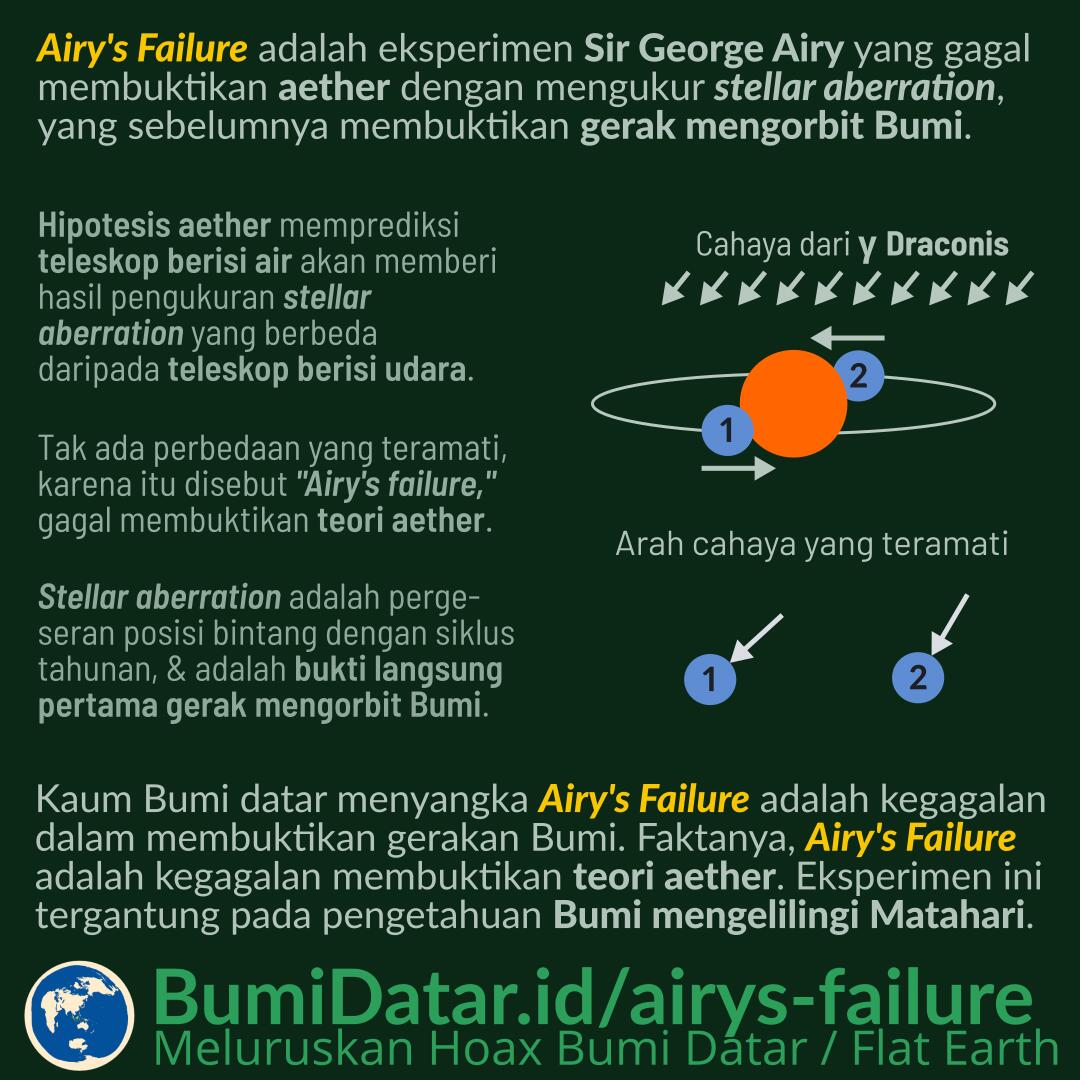 Airy's Failure adalah eksperimen Sir George Airy yang gagal
membuktikan aether dengan mengukur stellar aberration,
yang sebelumnya membuktikan gerak mengorbit Bumi.
Hipotesis aether memprediksi
teleskop berisi air akan memberi
hasil pengukuran stellar
aberration yang berbeda
daripada teleskop berisi udara.
Tak ada perbedaan yang teramati,
karena itu disebut "Airy's failure,"
gagal membuktikan teori aether.
Stellar aberration adalah perge-
seran posisi bintang dengan siklus
tahunan, & adalah bukti langsung
pertama gerak mengorbit Bumi.
Cahaya dari γ Draconis
2
1
Arah cahaya yang teramati
1 2
Kaum Bumi datar menyangka Airy's Failure adalah kegagalan
dalam membuktikan gerakan Bumi. Faktanya, Airy's Failure
adalah kegagalan membuktikan teori aether. Eksperimen ini
tergantung pada pengetahuan Bumi mengelilingi Matahari.
BumiDatar.id/airys-failure
Meluruskan Hoax Bumi Datar / Flat Earth